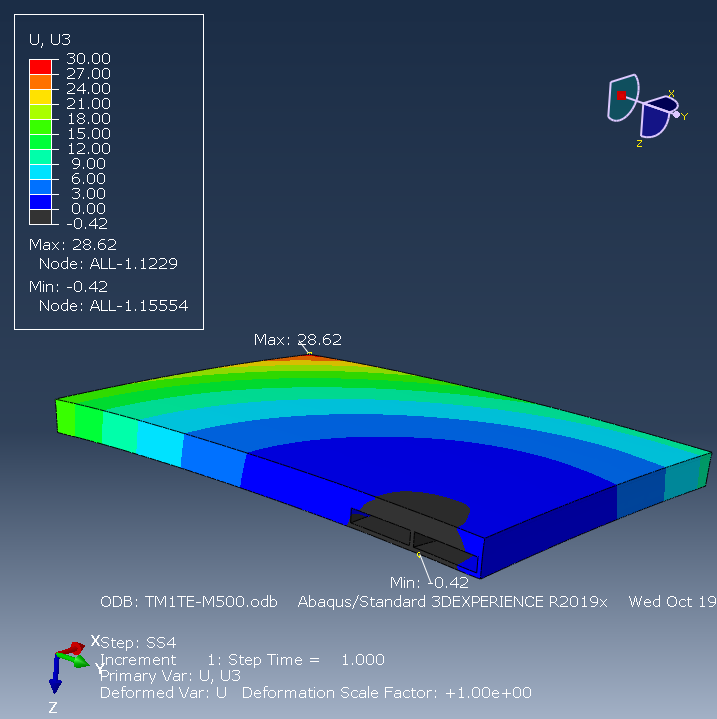 U, U3
30.00
27.00
24.00
21.00
18.00
15.00
12.00
9.00
6.00
3.00
0.00
-0.42
Max: 28.62
Node: ALL-1.1229
Min: -0.42
Node: ALL-1.15554
X
Y
Z
Max: 28.62
Min: -0.42
ODB: TM1TE-M500.odb Abaqus/Standard 3DEXPERIENCE R2019x Wed Oct 19
X
Y
Z
Step: SS4
Increment 1: Step Time = 1.000
Primary Var: U, U3
Deformed Var: U Deformation Scale Factor: +1.00e+00